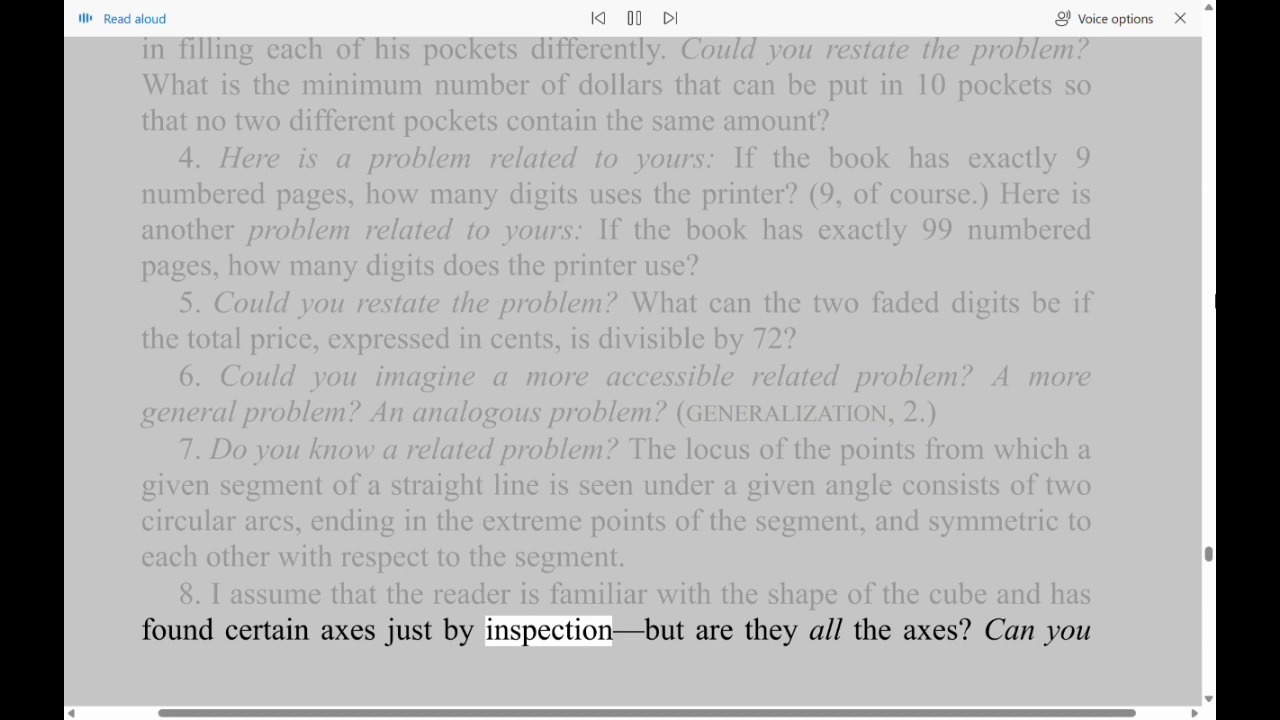 Read aloud
Voice options
in filling each of his pockets differently. Could you restate the problem?
What is the minimum number of dollars that can be put in 10 pockets so
that no two different pockets contain the same amount?
4. Here is a problem related to yours: If the book has exactly 9
numbered pages, how many digits uses the printer? (9, of course.) Here is
another problem related to yours: If the book has exactly 99 numbered
pages, how many digits does the printer use?
5. Could you restate the problem? What can the two faded digits be if
the total price, expressed in cents, is divisible by 72?
6. Could you imagine a more accessible related problem? A more
general problem? An analogous problem? (GENERALIZATION, 2.)
7. Do you know a related problem? The locus of the points from which a
given segment of a straight line is seen under a given angle consists of two
circular arcs, ending in the extreme points of the segment, and symmetric to
each other with respect to the segment.
8. I assume that the reader is familiar with the shape of the cube and has
found certain axes just by inspection—but are they all the axes? Can you